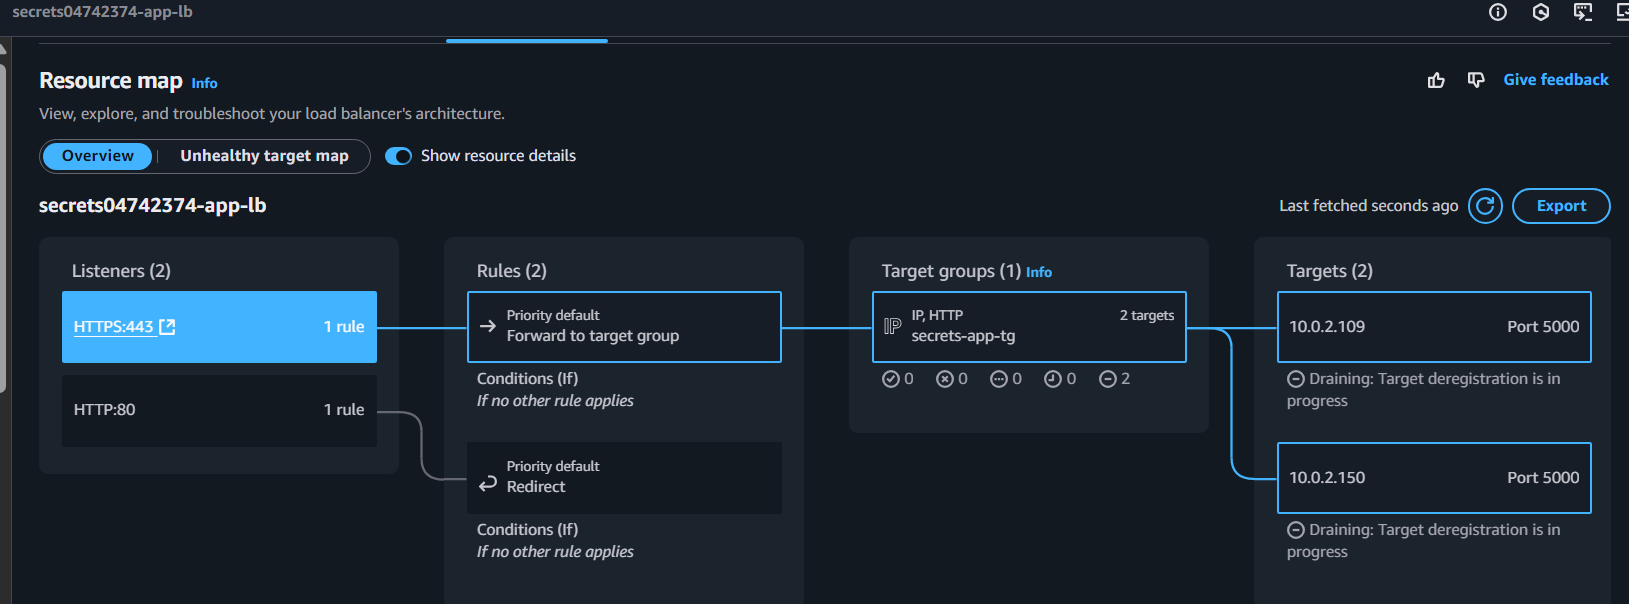 secrets04742374-app-lb
Resource map Info
Give feedback
View, explore, and troubleshoot your load balancer's architecture.
Overview
Unhealthy target map
Show resource details
secrets04742374-app-lb
Last fetched seconds ago
Export
Listeners (2)
HTTPS:443
1 rule
HTTP:80
1 rule
Rules (2)
Priority default
Forward to target group
Conditions (If)
If no other rule applies
Priority default
Redirect
Conditions (If)
If no other rule applies
Target groups (1) Info
IP IP, HTTP
2 targets
secrets-app-tg
0 0 0 0 2
Targets (2)
10.0.2.109
Port 5000
Draining: Target deregistration is in
progress
10.0.2.150
Port 5000
Draining: Target deregistration is in
progress